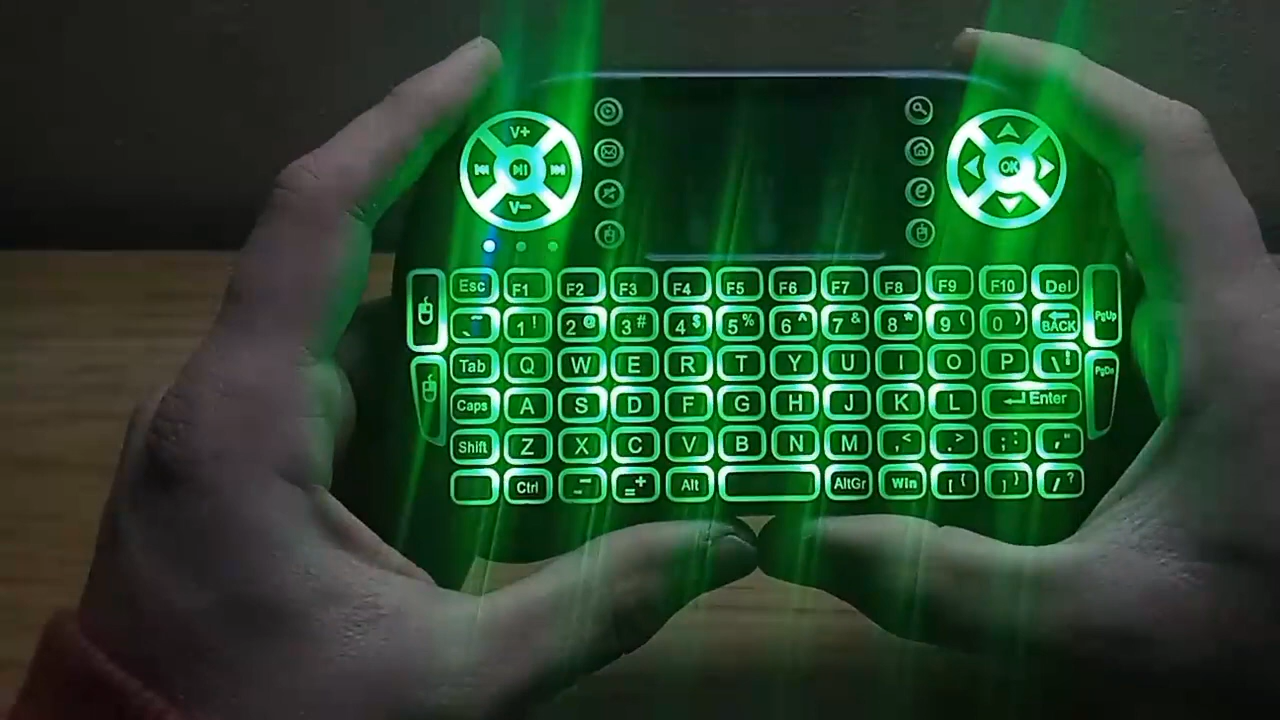 V+
V-
OK
Esc F1 F2 F3 F4 F5 F6 F7 F8 F9 F10 Del
` ~ 1 ! 2 @ 3 # 4 $ 5 % 6 ^ 7 & 8 * 9 ( 0 ) BACK PgUp
Tab Q W E R T Y U I O P \ PgDn
Caps A S D F G H J K L Enter
Shift Z X C V B N M , < . > ; : , "
Ctrl - _ = + Alt AltGr Win [ { ] } / ?